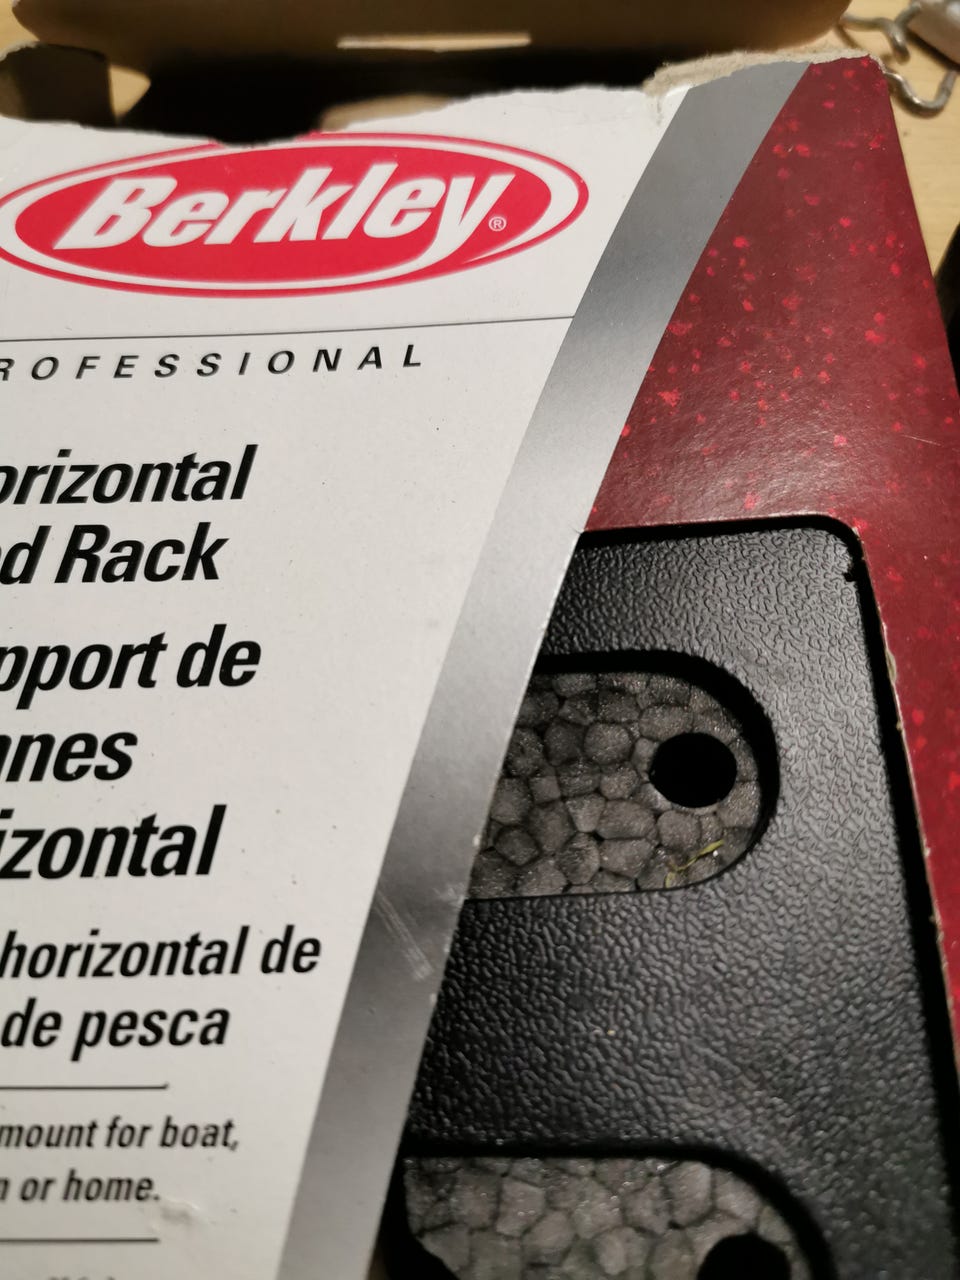 Berkley®
ROFESSIONAL
orizontal
d Rack
pport de
nnes
izontal
horizontal de
de pesca
mount for boat,
n or home.